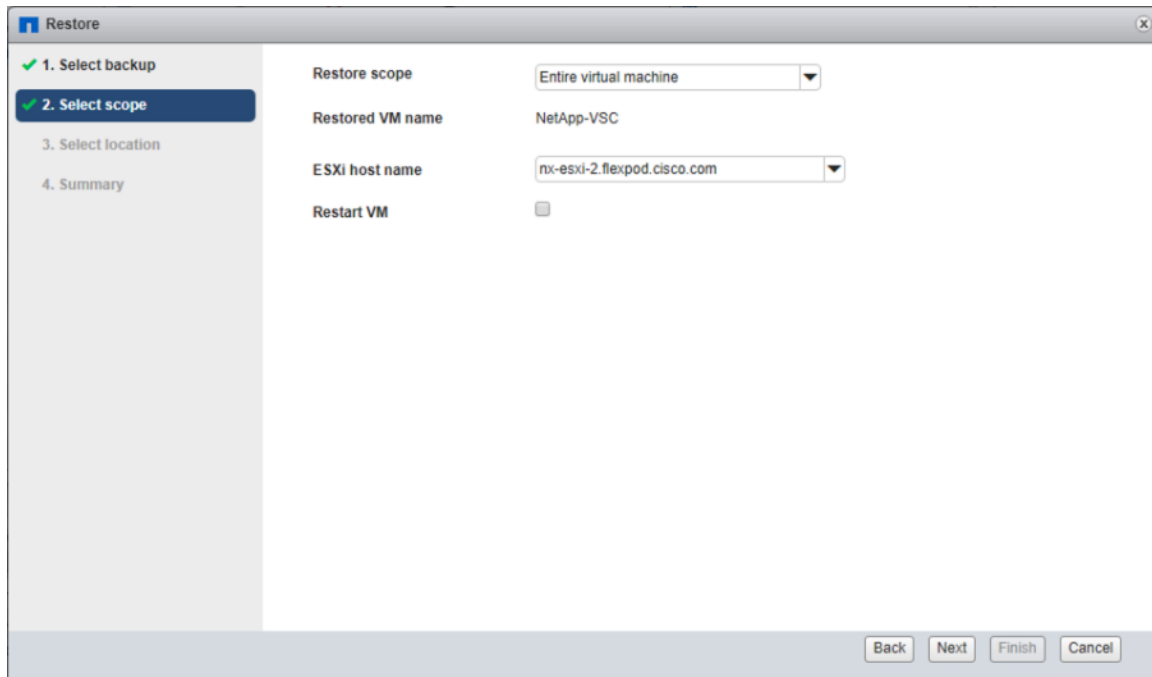 Restore
1. Select backup
2. Select scope
3. Select location
4. Summary
Restore scope
Entire virtual machine
Restored VM name
NetApp-VSC
ESXi host name
nx-esxi-2.flexpod.cisco.com
Restart VM
Back
Next
Finish
Cancel